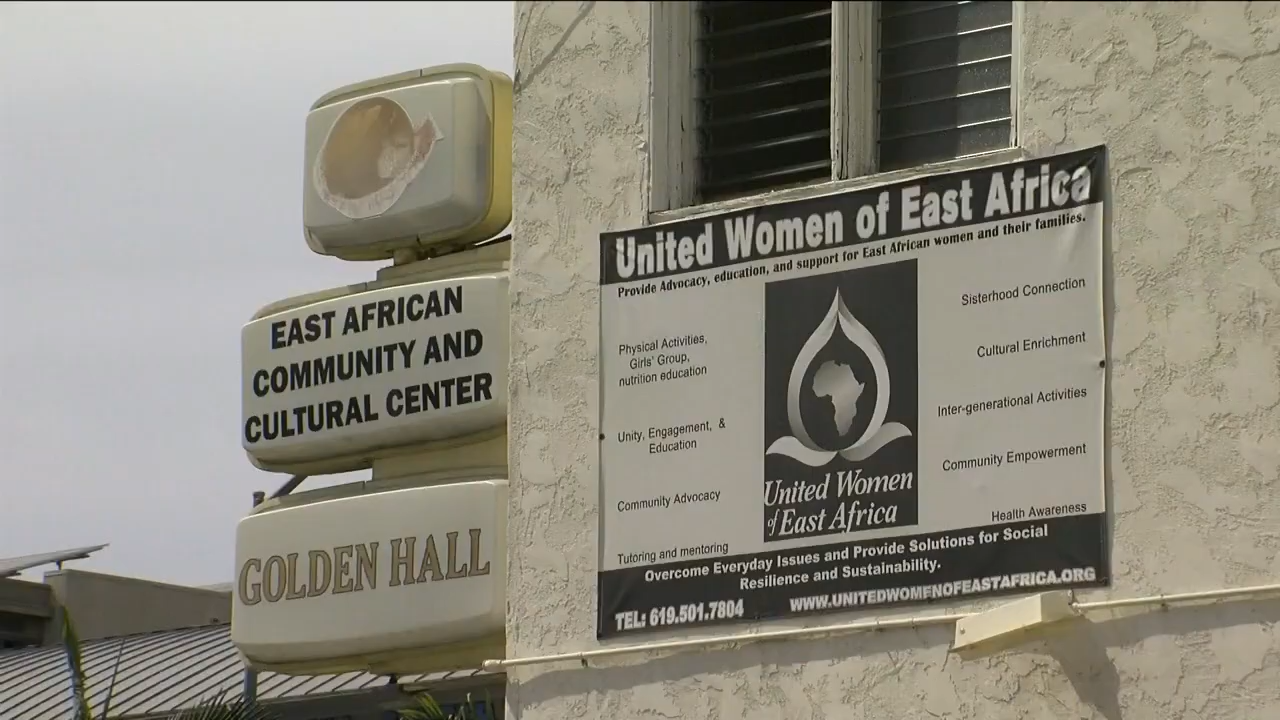 EAST AFRICAN
COMMUNITY AND
CULTURAL CENTER
GOLDEN HALL
United Women of East Africa
Provide Advocacy, education, and support for East African women and their families.
Physical Activities,
Girls' Group,
nutrition education
Unity, Engagement, &
Education
Community Advocacy
Tutoring and mentoring
United Women
of East Africa
Sisterhood Connection
Cultural Enrichment
Inter-generational Activities
Community Empowerment
Health Awareness
Overcome Everyday Issues and Provide Solutions for Social
Resilience and Sustainability.
TEL: 619.501.7804
WWW.UNITEDWOMENOFEASTAFRICA.ORG